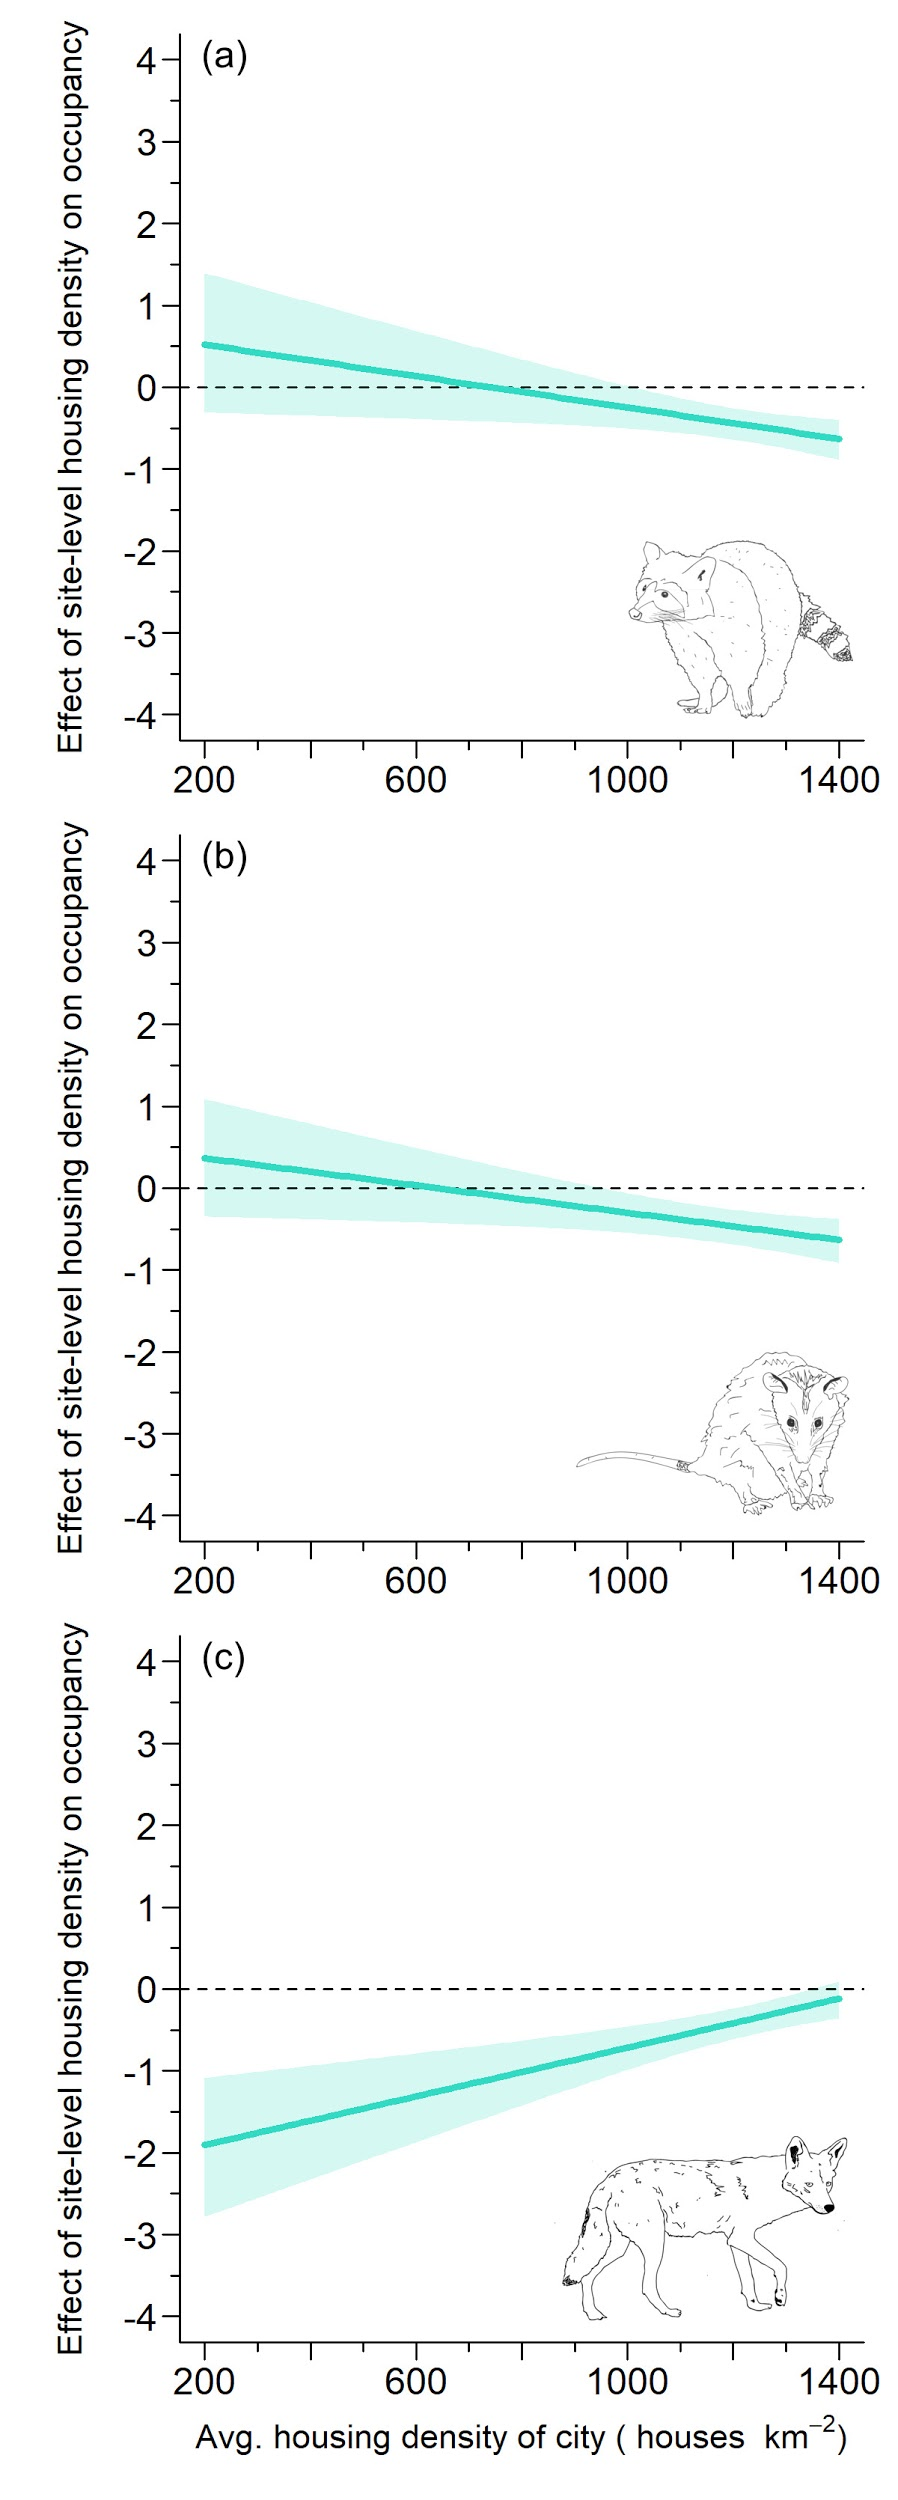 Effect of site-level housing density on occupancy
(a)
4
3
2
1
0
-1
-2
-3
-4
200 600 1000 1400
Effect of site-level housing density on occupancy
(b)
4
3
2
1
0
-1
-2
-3
-4
200 600 1000 1400
Effect of site-level housing density on occupancy
(c)
4
3
2
1
0
-1
-2
-3
-4
200 600 1000 1400
Avg. housing density of city ( houses km⁻²)